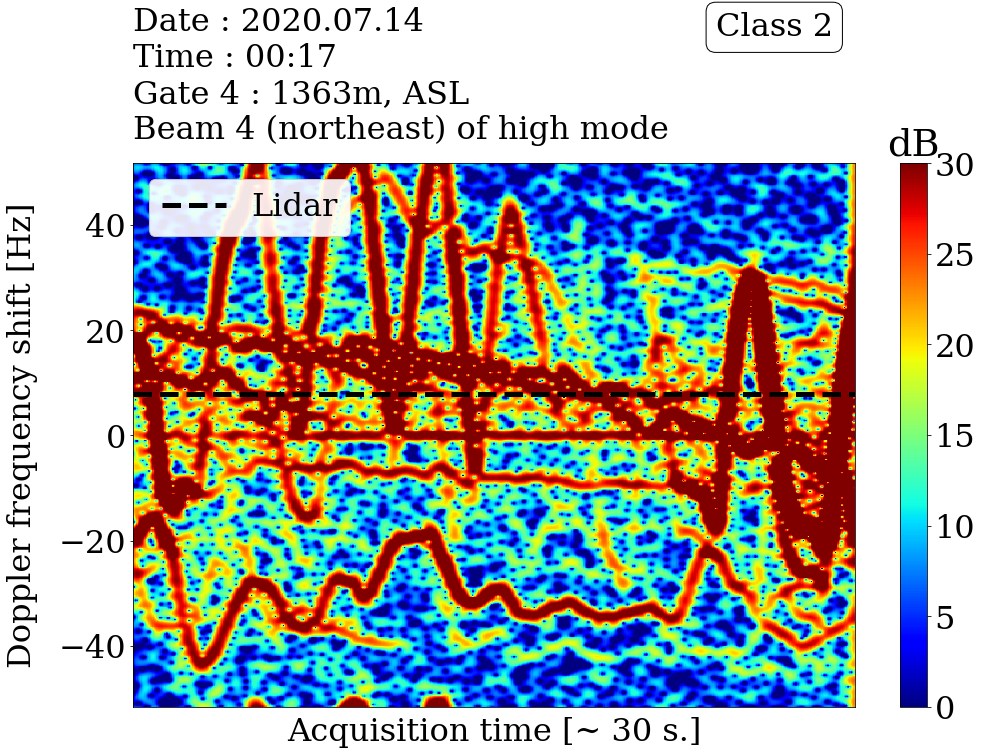 Date : 2020.07.14
Time : 00:17
Gate 4 : 1363m, ASL
Beam 4 (northeast) of high mode
Class 2
dB
Lidar
Doppler frequency shift [Hz]
40
20
0
−20
−40
30
25
20
15
10
5
0
Acquisition time [~ 30 s.]